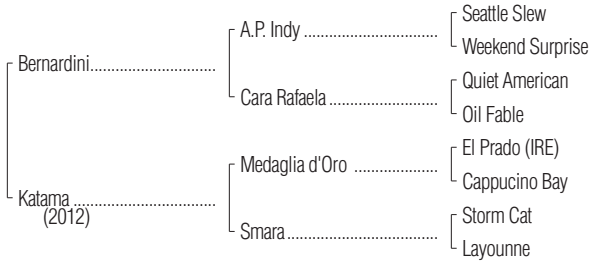 Seattle Slew
A.P. Indy ........................................
Weekend Surprise
Bernardini......................................
Quiet American
Cara Rafaela ................................
Oil Fable
El Prado (IRE)
Medaglia d'Oro .........................
Cappucino Bay
Katama ..........................................
(2012)
Storm Cat
Smara ............................................
Layounne